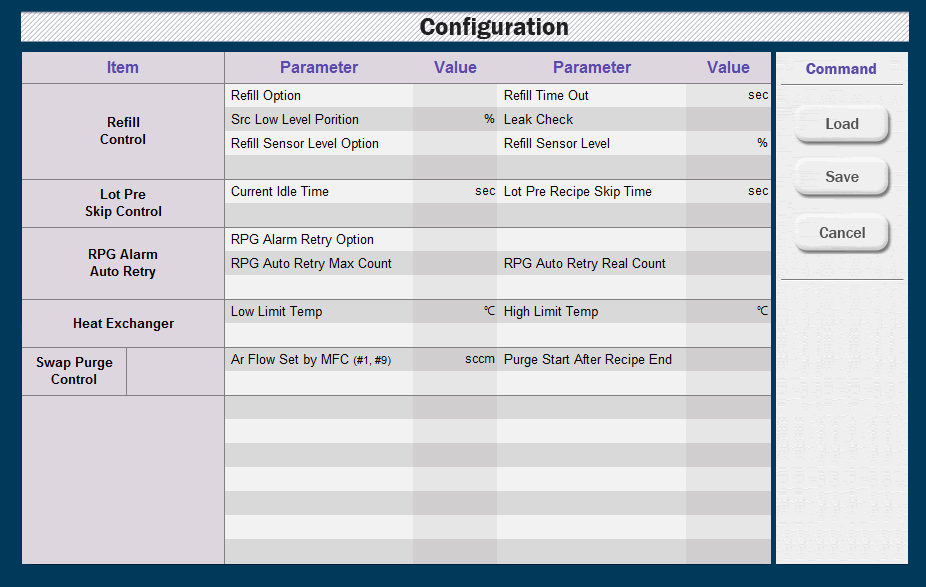 Configuration
Item Parameter Value Parameter Value Command
Refill Option Refill Time Out sec
Refill
Control
Src Low Level Porition % Leak Check
Refill Sensor Level Option Refill Sensor Level %
Lot Pre
Skip Control
Current Idle Time sec Lot Pre Recipe Skip Time sec
RPG Alarm
Auto Retry
RPG Alarm Retry Option
RPG Auto Retry Max Count RPG Auto Retry Real Count
Heat Exchanger
Low Limit Temp ℃ High Limit Temp ℃
Swap Purge
Control
Ar Flow Set by MFC (#1, #9) sccm Purge Start After Recipe End
Load
Save
Cancel